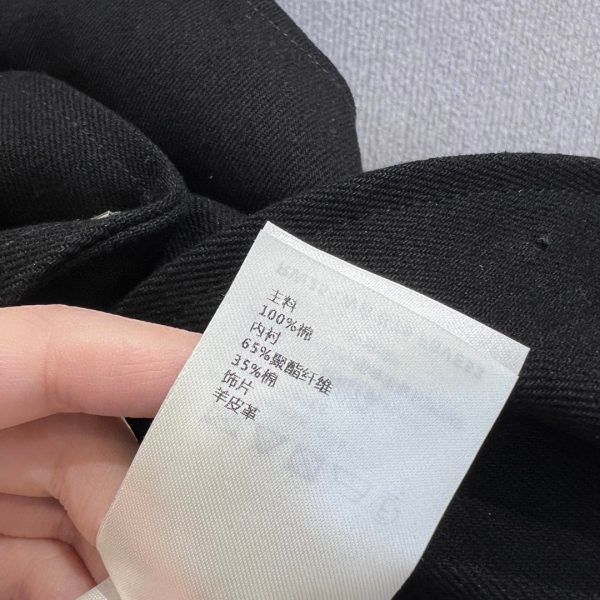 主料
100%棉
内衬
65%聚酯纤维
35%棉
饰片
羊皮革